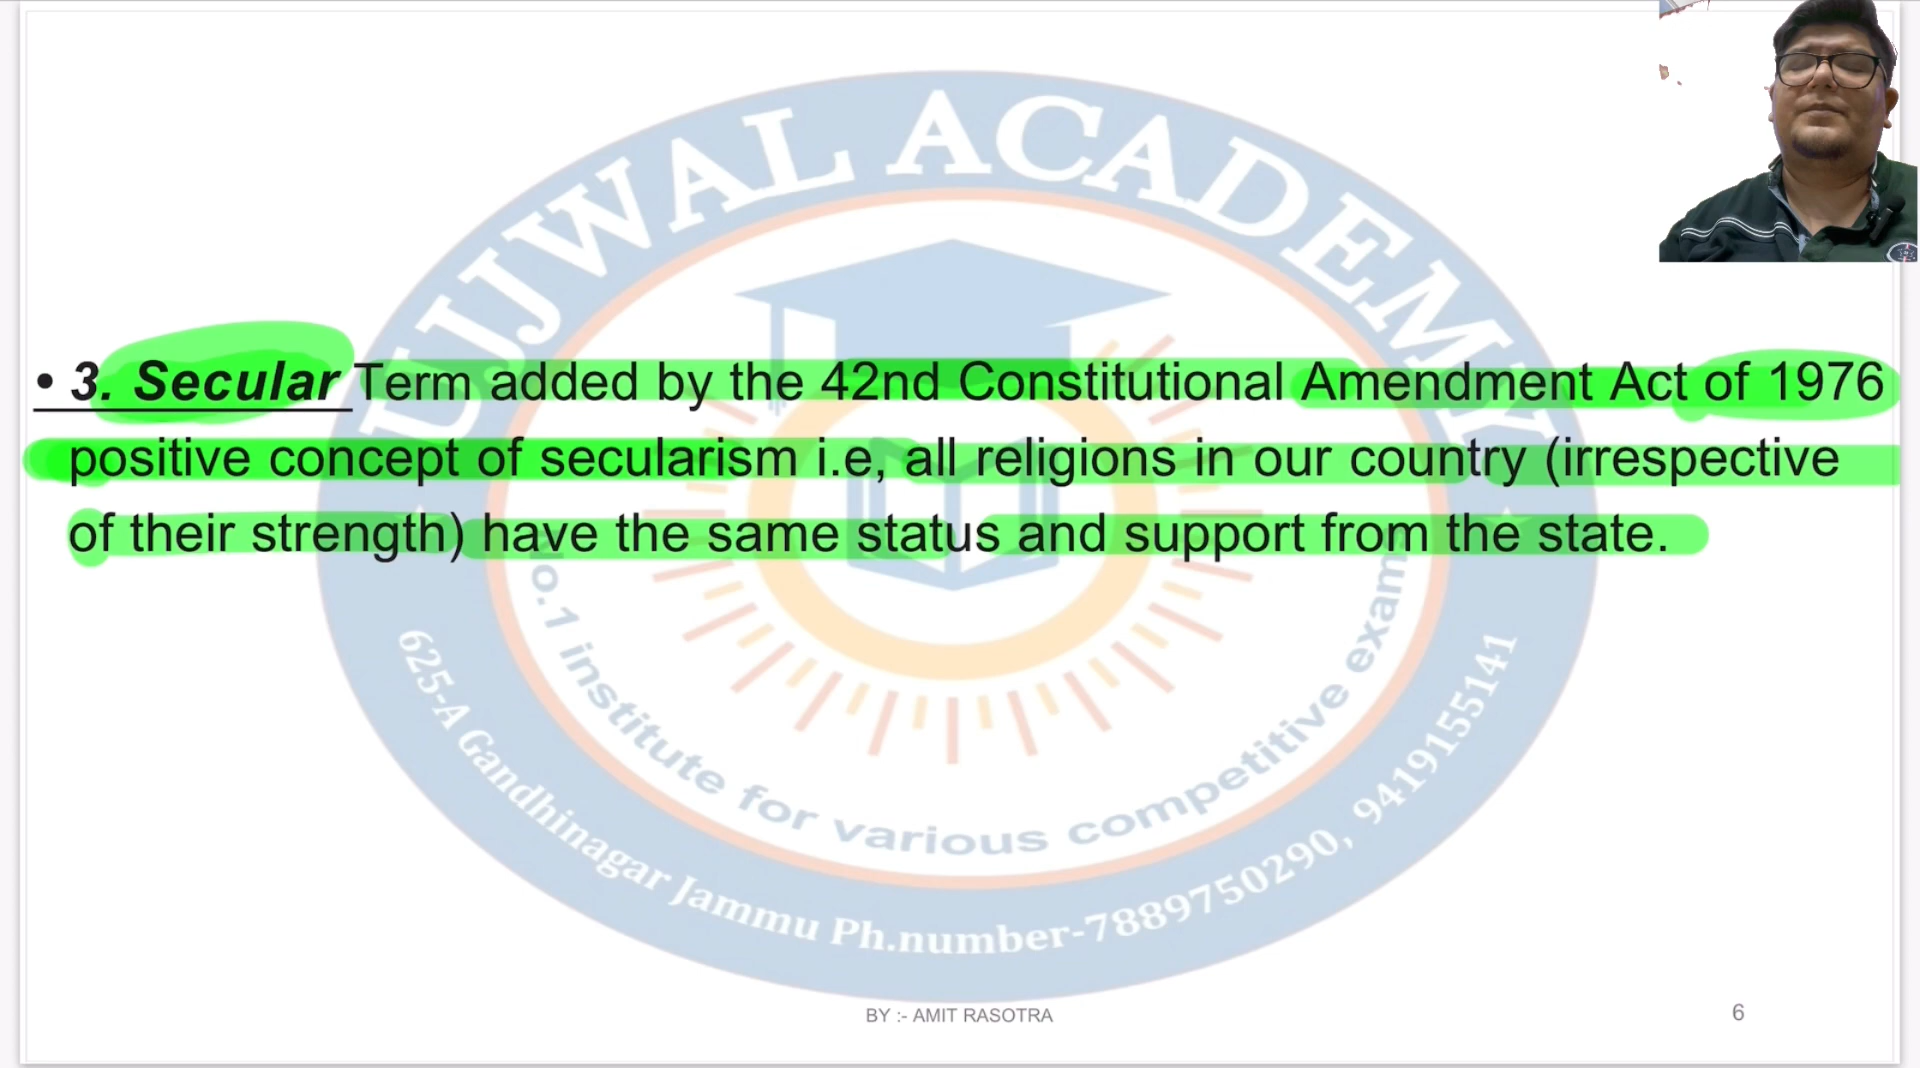 UJJWAL ACADEMY
• 3. Secular Term added by the 42nd Constitutional Amendment Act of 1976
positive concept of secularism i.e, all religions in our country (irrespective
of their strength) have the same status and support from the state.
No.1 institute for various competitive exams
625-A Gandhinagar Jammu Ph.number-7889750290, 9419155141
BY :- AMIT RASOTRA
6